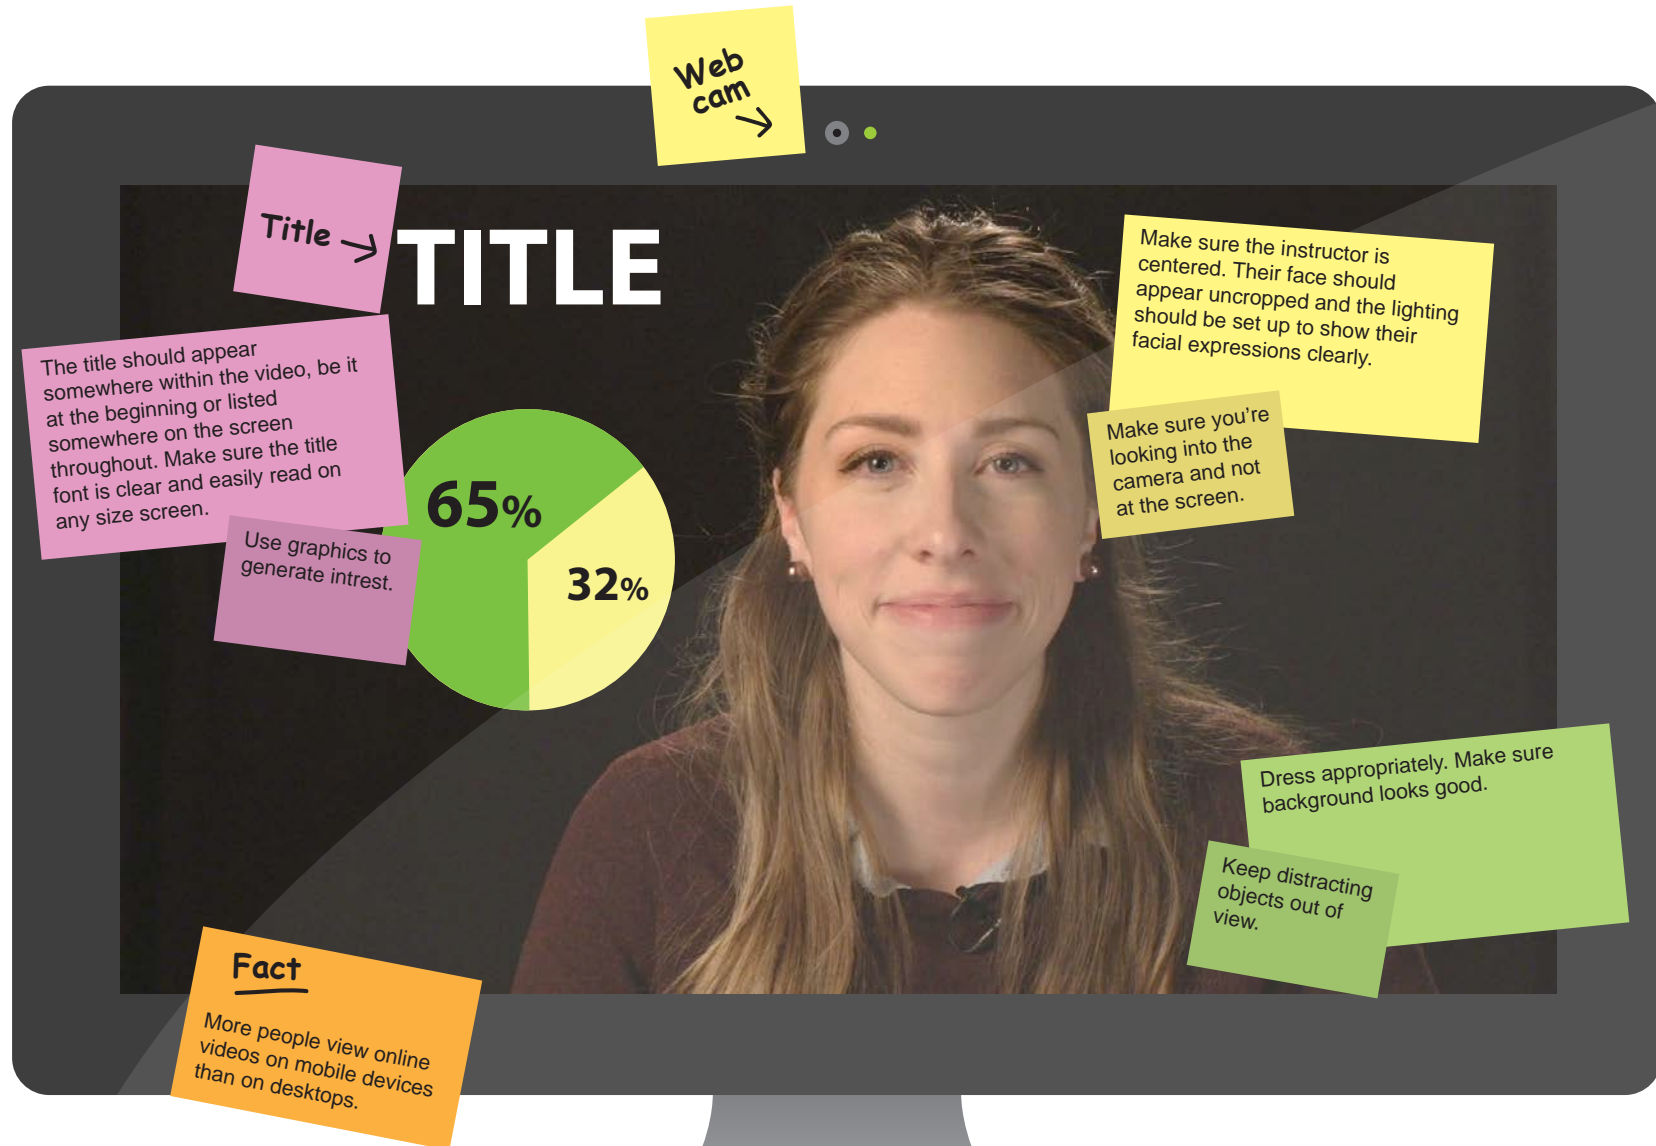 Web
cam
Title
TITLE
The title should appear
somewhere within the video, be it
at the beginning or listed
somewhere on the screen
throughout. Make sure the title
font is clear and easily read on
any size screen.
Use graphics to
generate intrest.
65%
32%
Make sure the instructor is
centered. Their face should
appear uncropped and the lighting
should be set up to show their
facial expressions clearly.
Make sure you’re
looking into the
camera and not
at the screen.
Dress appropriately. Make sure
background looks good.
Keep distracting
objects out of
view.
Fact
More people view online
videos on mobile devices
than on desktops.